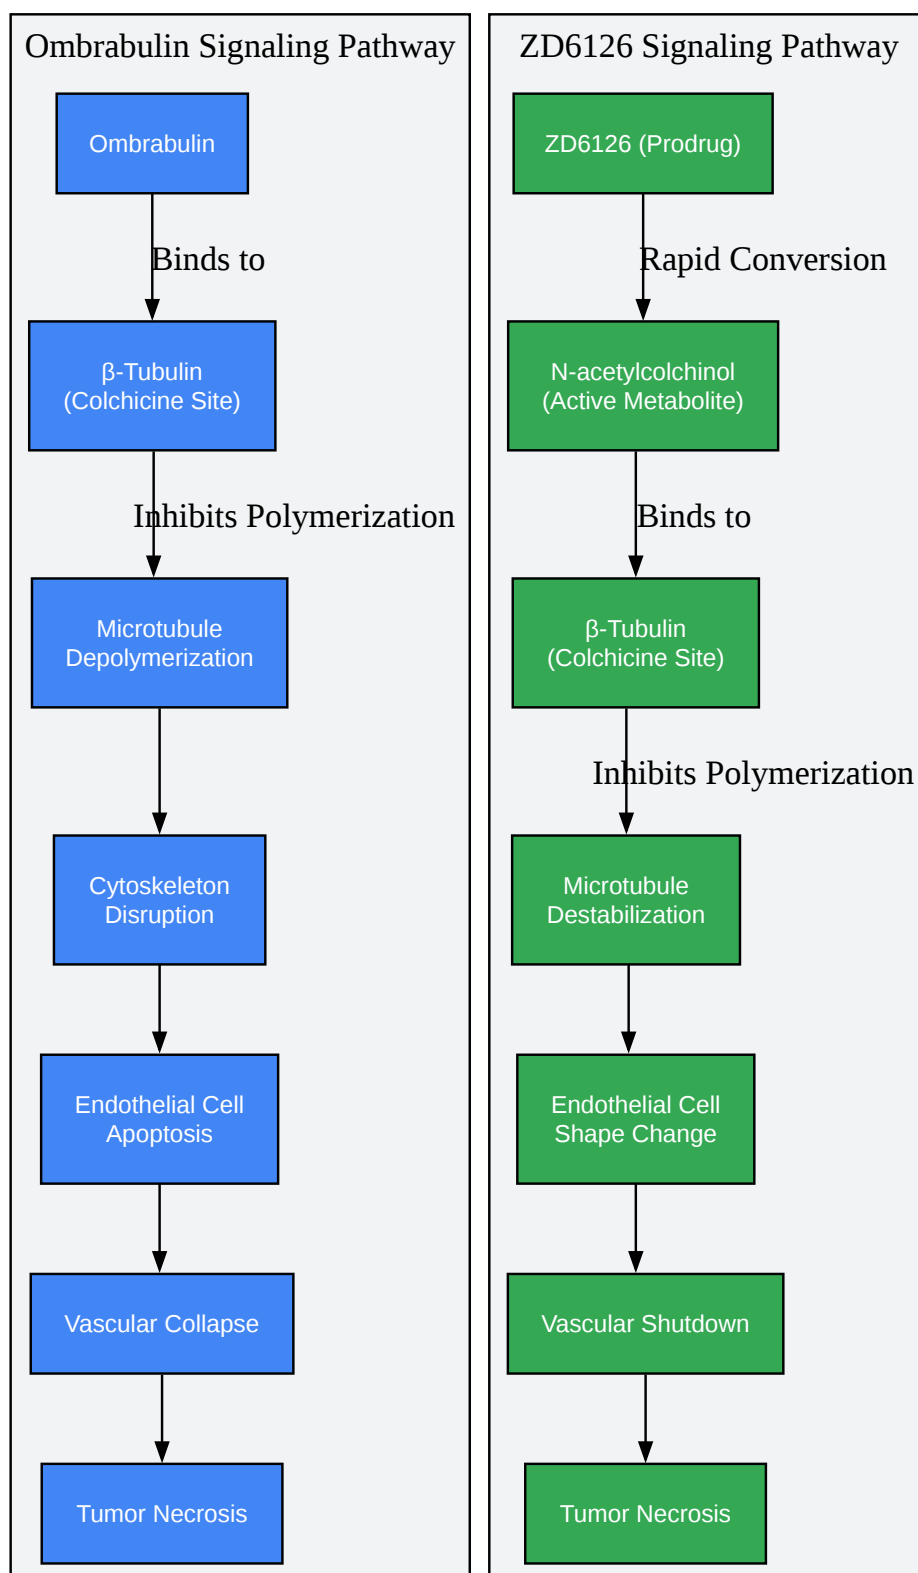 Ombrabulin Signaling Pathway
Ombrabulin
Binds to
β-Tubulin
(Colchicine Site)
Inhibits Polymerization
Microtubule
Depolymerization
Cytoskeleton
Disruption
Endothelial Cell
Apoptosis
Vascular Collapse
Tumor Necrosis
ZD6126 Signaling Pathway
ZD6126 (Prodrug)
Rapid Conversion
N-acetylcolchinol
(Active Metabolite)
Binds to
β-Tubulin
(Colchicine Site)
Inhibits Polymerization
Microtubule
Destabilization
Endothelial Cell
Shape Change
Vascular Shutdown
Tumor Necrosis